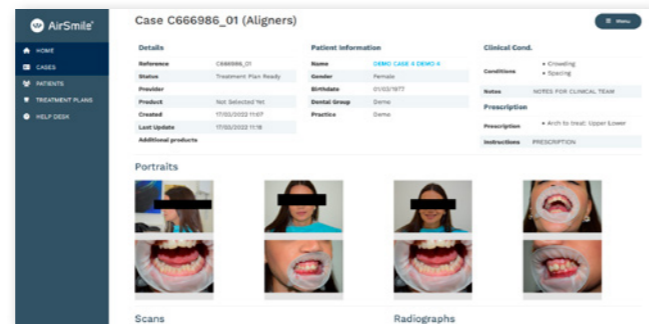 AirSmile
HOME
CASES
PATIENTS
TREATMENT PLANS
HELP DESK
Case C666986_01 (Aligners)
Menu
Details
Reference C666986_01
Status Treatment Plan Ready
Provider
Product Not Selected Yet
Created 17/03/2022 11:07
Last Update 17/03/2022 11:18
Additional products
Patient Information
Name DEMO CASE 4 DEMO 4
Gender Female
Birthdate 01/03/1977
Dental Group Demo
Practice Demo
Clinical Cond.
Conditions • Crowding
• Spacing
Notes NOTES FOR CLINICAL TEAM
Prescription
Prescription • Arch to treat: Upper Lower
Instructions PRESCRIPTION
Portraits
Scans
Radiographs